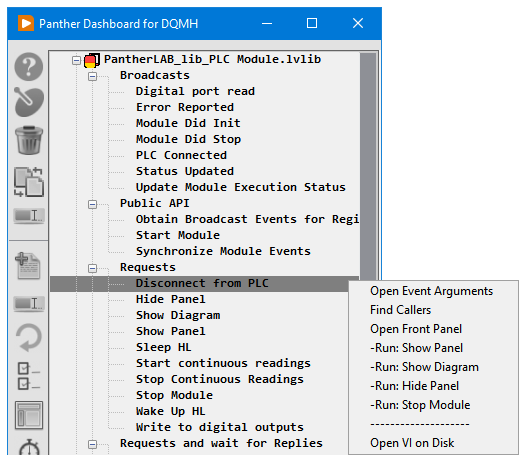 Panther Dashboard for DQMH
PantherLAB_lib_PLC Module.lvlib
Broadcasts
Digital port read
Error Reported
Module Did Init
Module Did Stop
PLC Connected
Status Updated
Update Module Execution Status
Public API
Obtain Broadcast Events for Regi
Start Module
Synchronize Module Events
Requests
Disconnect from PLC
Hide Panel
Show Diagram
Show Panel
Sleep HL
Start continuous readings
Stop Continuous Readings
Stop Module
Wake Up HL
Write to digital outputs
Requests and wait for Replies
Open Event Arguments
Find Callers
Open Front Panel
-Run: Show Panel
-Run: Show Diagram
-Run: Hide Panel
-Run: Stop Module
--------------------
Open VI on Disk